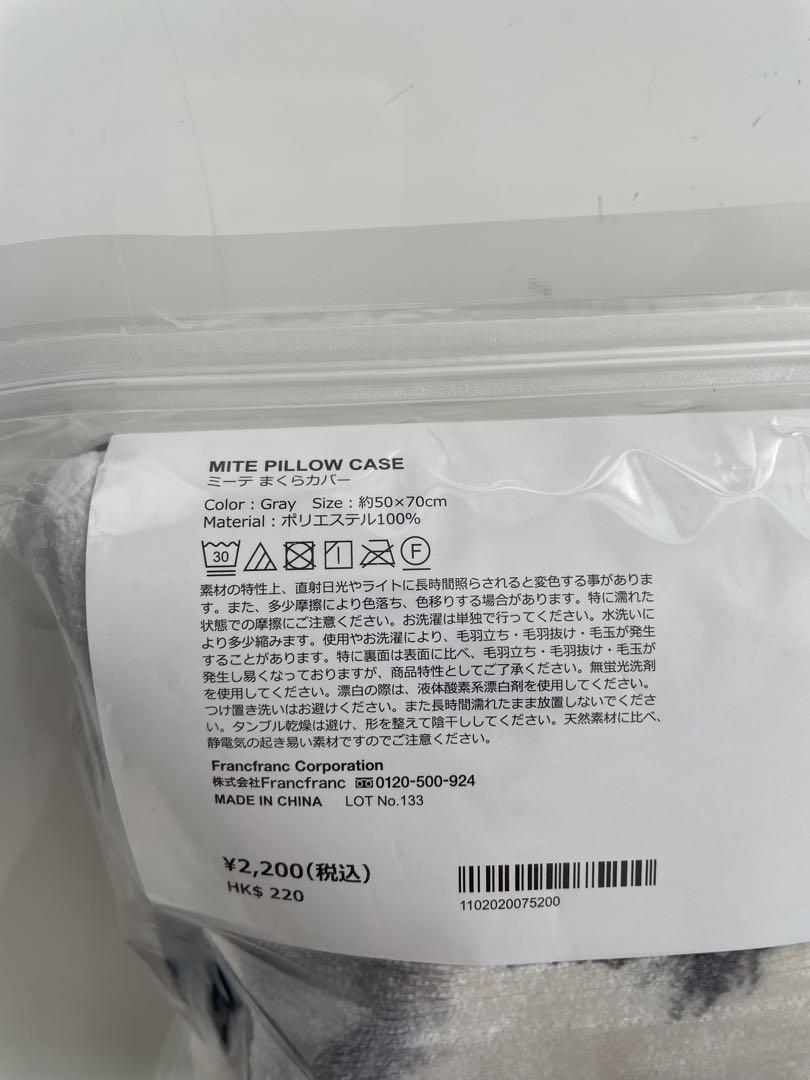 MITE PILLOW CASE
ミーテ まくらカバー
Color：Gray Size：約50×70cm
Material：ポリエステル100%
30
F
素材の特性上、直射日光やライトに長時間照らされると変色する事がありま
す。また、多少摩擦により色落ち、色移りする場合があります。特に濡れた
状態での摩擦にご注意ください。お洗濯は単独で行ってください。水洗いに
より多少縮みます。使用やお洗濯により、毛羽立ち・毛羽抜け・毛玉が発生
することがあります。特に裏面は表面に比べ、毛羽立ち・毛羽抜け・毛玉が
発生し易くなっておりますが、商品特性としてご了承ください。無蛍光洗剤
を使用してください。漂白の際は、液体酸素系漂白剤を使用してください。
つけ置き洗いはお避けください。また長時間濡れたまま放置しないでくださ
い。タンブル乾燥は避け、形を整えて陰干ししてください。天然素材に比べ、
静電気の起き易い素材ですのでご注意ください。
Francfranc Corporation
株式会社Francfranc 0120-500-924
MADE IN CHINA LOT No.133
¥2,200(税込)
HK$ 220
1102020075200